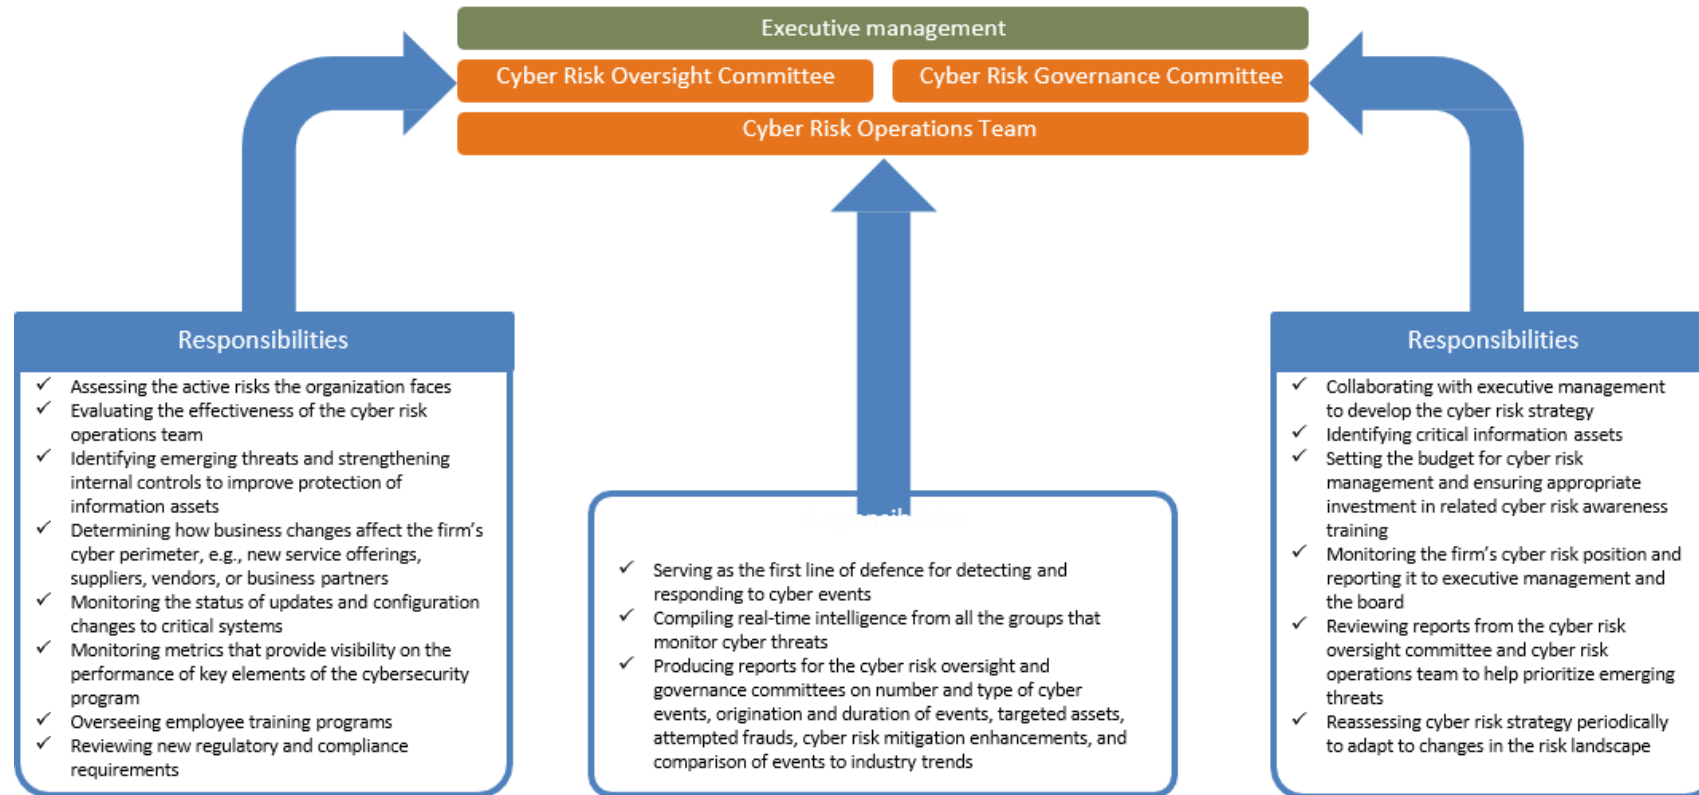 Executive management
Cyber Risk Oversight Committee
Cyber Risk Governance Committee
Cyber Risk Operations Team
Responsibilities
✓ Assessing the active risks the organization faces
✓ Evaluating the effectiveness of the cyber risk
operations team
✓ Identifying emerging threats and strengthening
internal controls to improve protection of
information assets
✓ Determining how business changes affect the firm's
cyber perimeter, e.g., new service offerings,
suppliers, vendors, or business partners
✓ Monitoring the status of updates and configuration
changes to critical systems
✓ Monitoring metrics that provide visibility on the
performance of key elements of the cybersecurity
program
✓ Overseeing employee training programs
✓ Reviewing new regulatory and compliance
requirements
✓ Serving as the first line of defence for detecting and
responding to cyber events
✓ Compiling real-time intelligence from all the groups that
monitor cyber threats
✓ Producing reports for the cyber risk oversight and
governance committees on number and type of cyber
events, origination and duration of events, targeted assets,
attempted frauds, cyber risk mitigation enhancements, and
comparison of events to industry trends
Responsibilities
✓ Collaborating with executive management
to develop the cyber risk strategy
✓ Identifying critical information assets
✓ Setting the budget for cyber risk
management and ensuring appropriate
investment in related cyber risk awareness
training
✓ Monitoring the firm's cyber risk position and
reporting it to executive management and
the board
✓ Reviewing reports from the cyber risk
oversight committee and cyber risk
operations team to help prioritize emerging
threats
✓ Reassessing cyber risk strategy periodically
to adapt to changes in the risk landscape